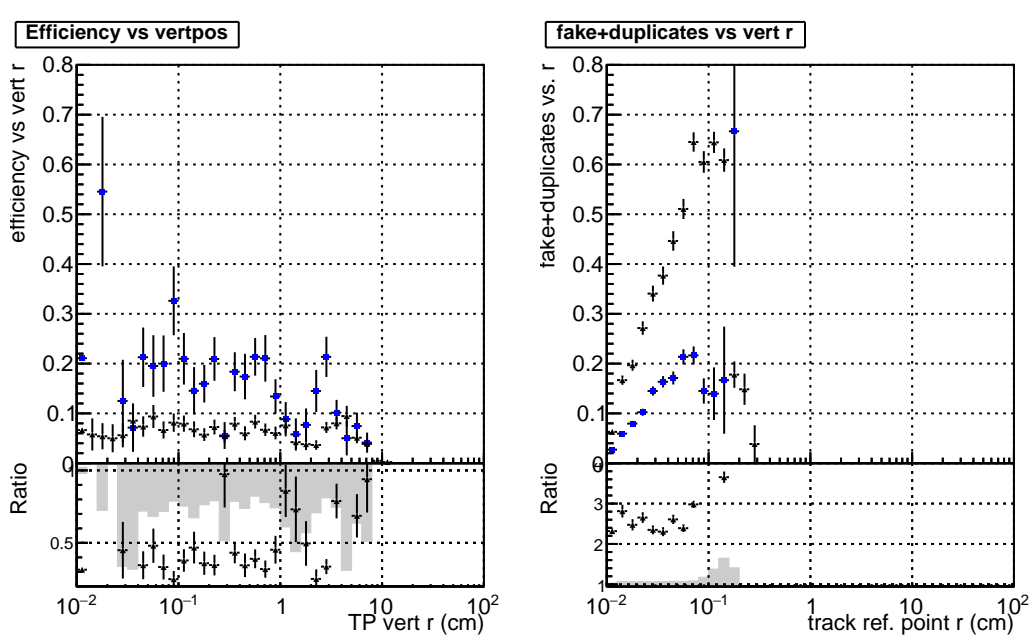 Efficiency vs vertpos
efficiency vs vert r
0.8
0.7
0.6
0.5
0.4
0.3
0.2
0.1
0
Ratio
1
0.5
10⁻² 10⁻¹ 1 10 10²
TP vert r (cm)
fake+duplicates vs vert r
fake+duplicates vs. r
0.8
0.7
0.6
0.5
0.4
0.3
0.2
0.1
0
Ratio
4
3
2
1
10⁻² 10⁻¹ 1 10 10²
track ref. point r (cm)